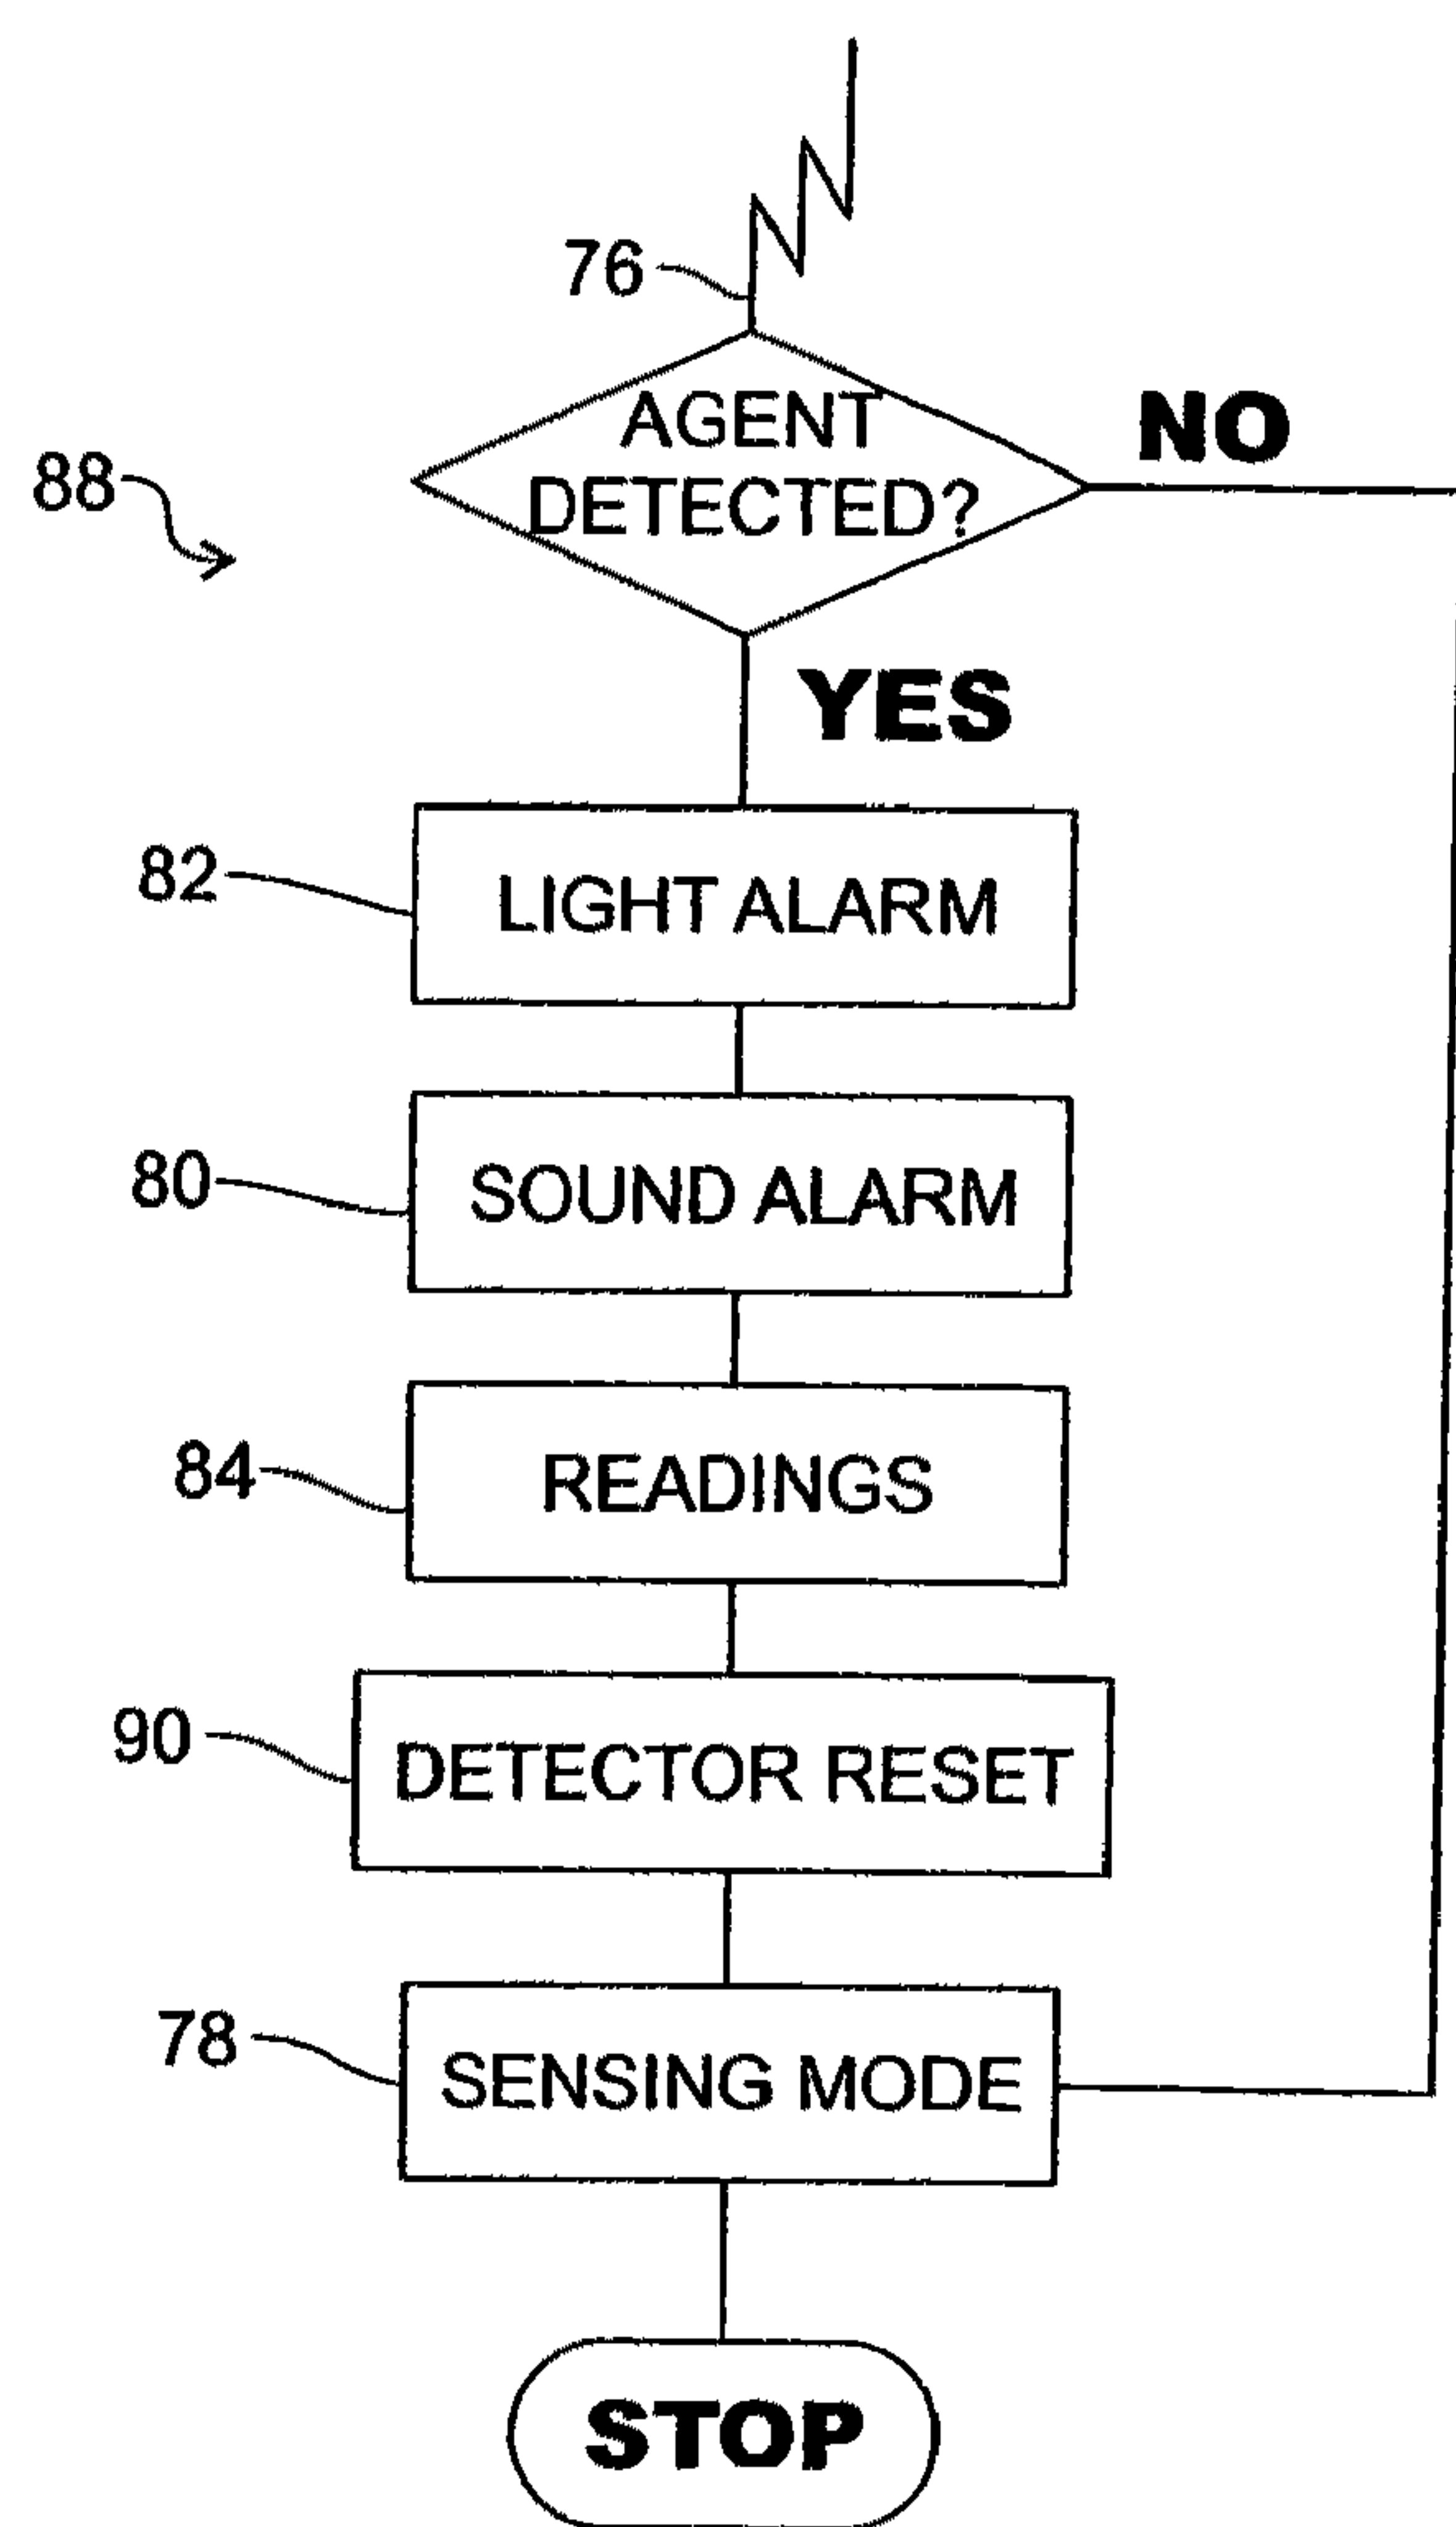 76
AGENT
DETECTED?
NO
88
YES
82
LIGHT ALARM
80
SOUND ALARM
84
READINGS
90
DETECTOR RESET
78
SENSING MODE
STOP